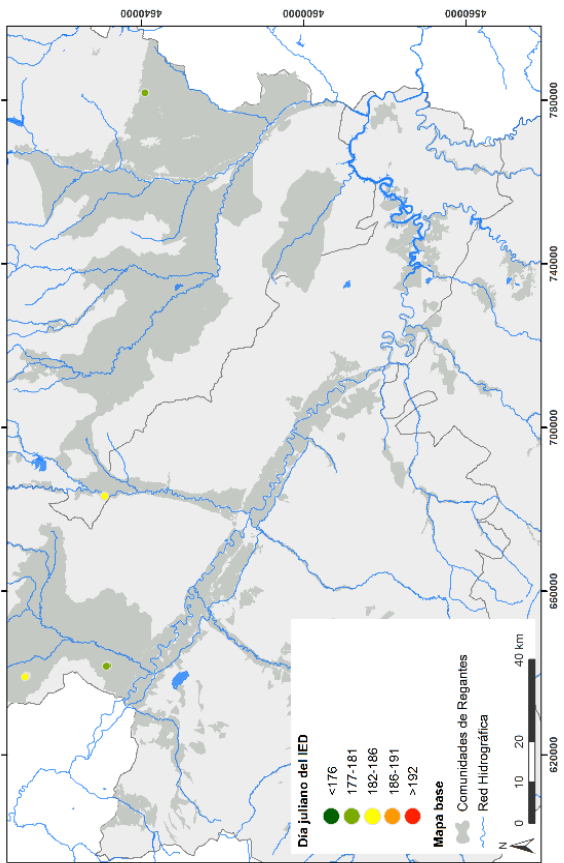 4640000
4600000
4560000
620000
660000
700000
740000
780000
Día juliano del IED
<176
177-181
182-186
186-191
>192
Mapa base
Comunidades de Regantes
Red Hidrográfica
N
0 10 20 40 km